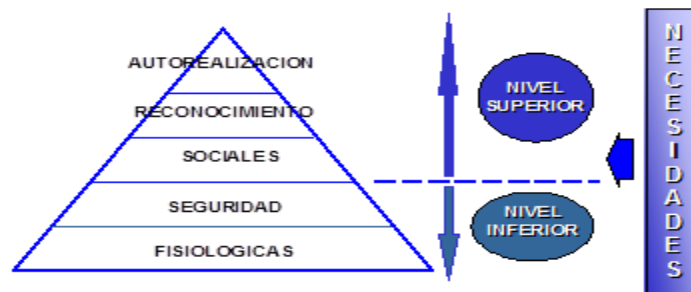 AUTOREALIZACION
RECONOCIMIENTO
SOCIALES
SEGURIDAD
FISIOLOGICAS
NIVEL
SUPERIOR
NIVEL
INFERIOR
NECESIDADES